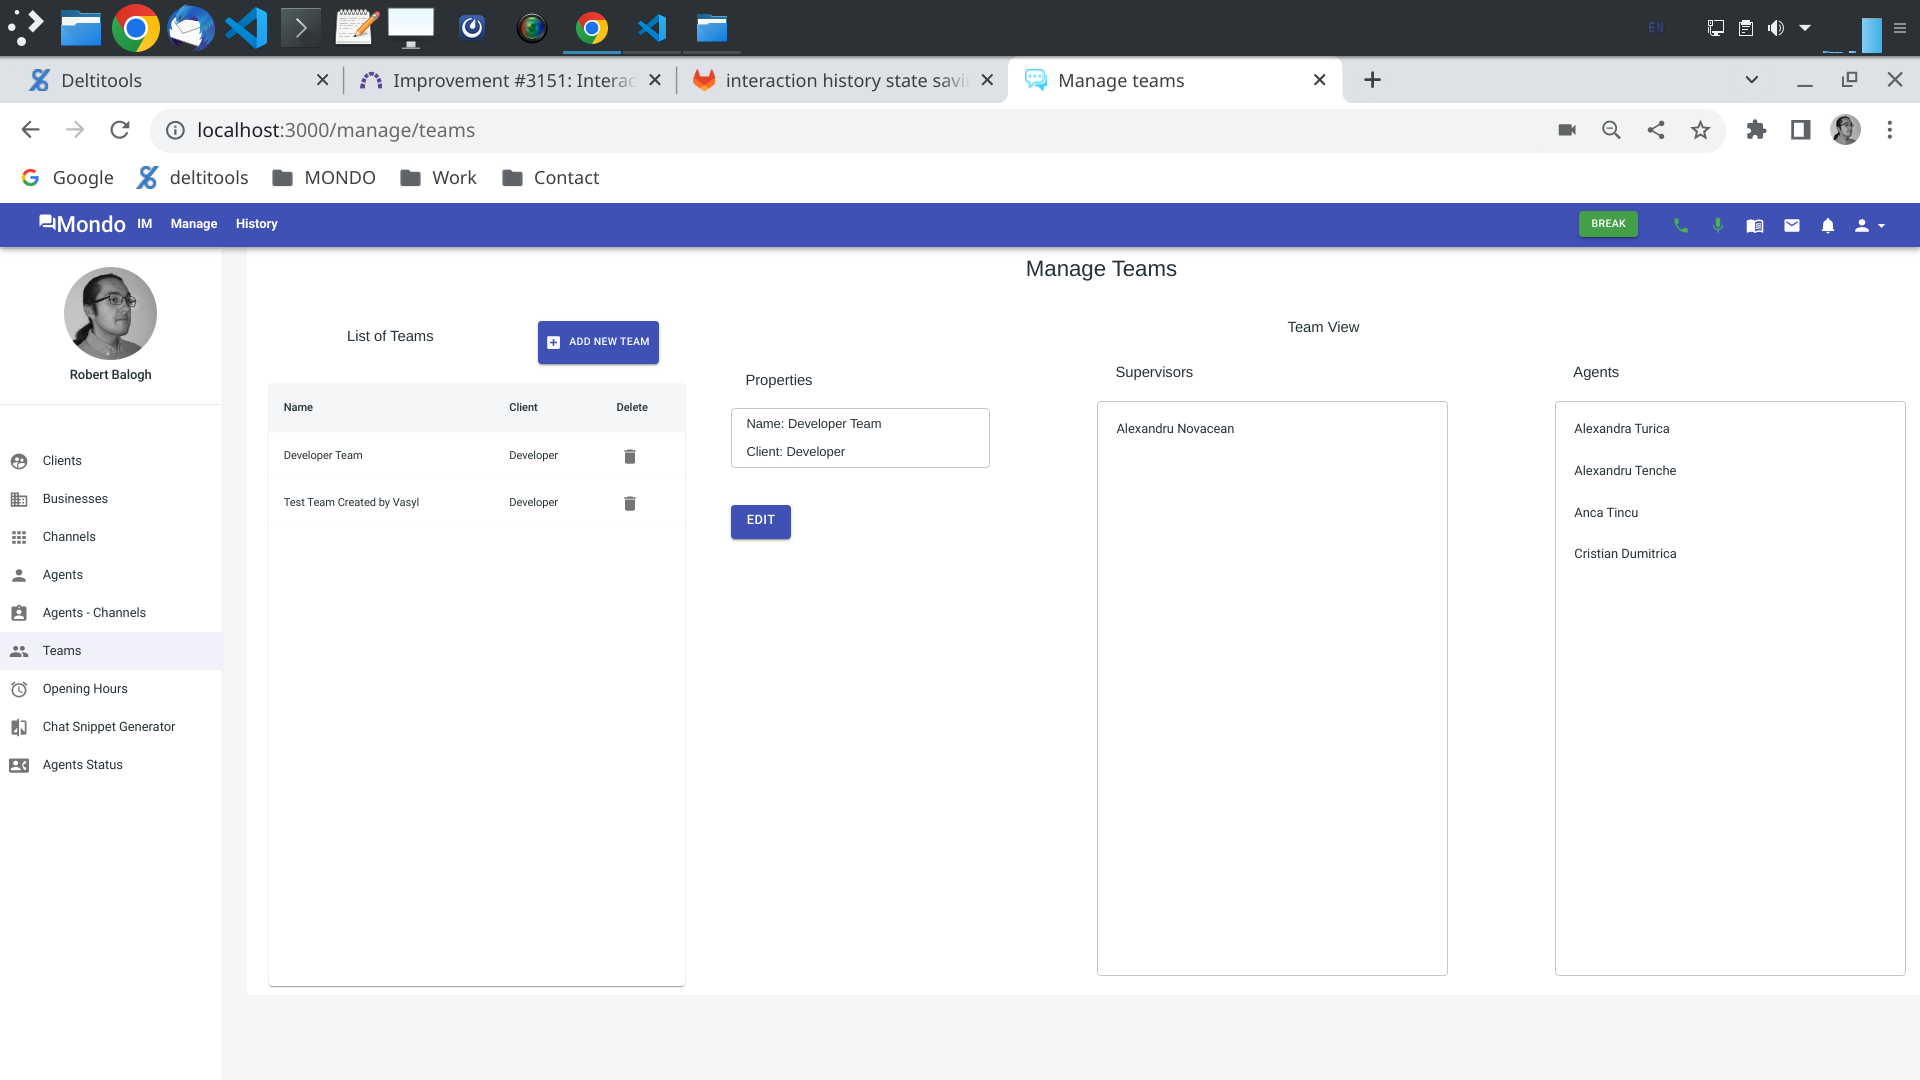 EN
Deltitools
Improvement #3151: Interac
interaction history state savi
Manage teams
localhost:3000/manage/teams
Google
deltitools
MONDO
Work
Contact
Mondo
IM
Manage
History
BREAK
Robert Balogh
Clients
Businesses
Channels
Agents
Agents - Channels
Teams
Opening Hours
Chat Snippet Generator
Agents Status
Manage Teams
List of Teams
ADD NEW TEAM
Name Client Delete
Developer Team Developer
Test Team Created by Vasyl Developer
Team View
Properties
Name: Developer Team
Client: Developer
EDIT
Supervisors
Alexandru Novacean
Agents
Alexandra Turica
Alexandru Tenche
Anca Tincu
Cristian Dumitrica